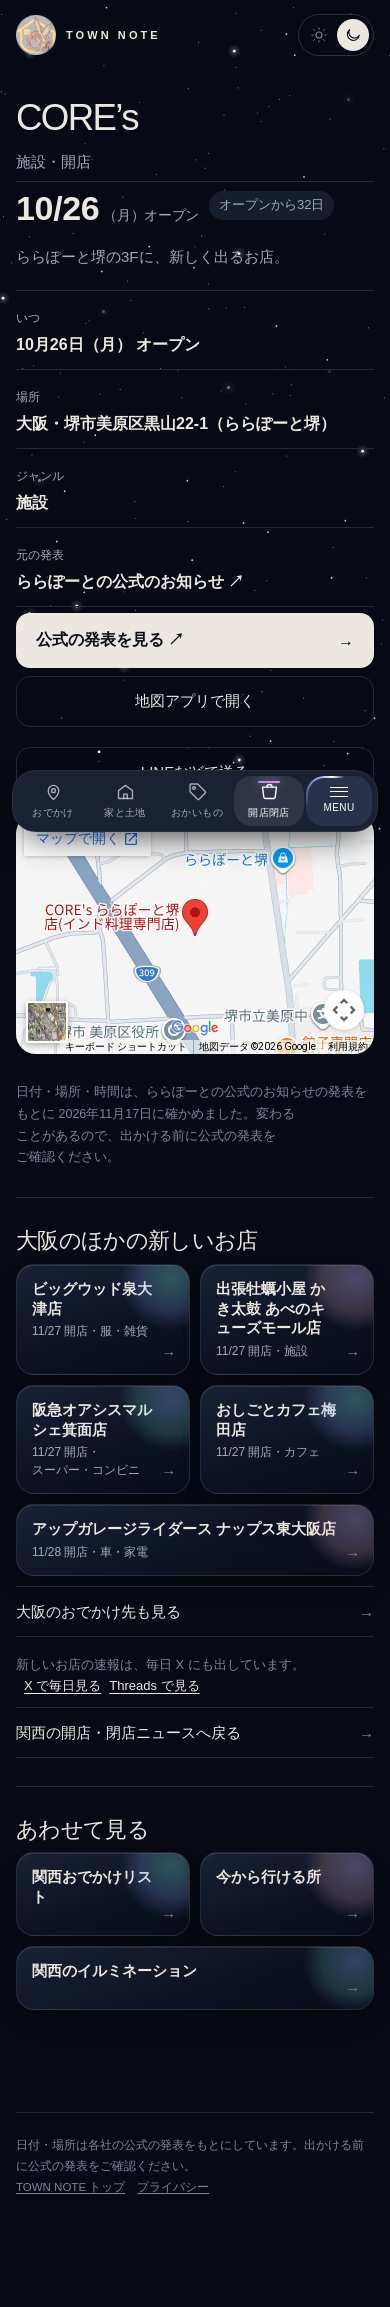 TOWN NOTE
CORE’s
施設・開店
10/26（月）オープン オープンから32日
ららぽーと堺の3Fに、新しく出るお店。
いつ
10月26日（月） オープン
場所
大阪・堺市美原区黒山22-1（ららぽーと堺）
ジャンル
施設
元の発表
ららぽーとの公式のお知らせ ↗
公式の発表を見る ↗ →
地図アプリで開く
おでかけ 家と土地 おかいもの 開店閉店 MENU
マップで開く
ららぽーと堺
CORE's ららぽーと堺
店(インド料理専門店)
309
堺市立美原中
堺市 美原区役所 Google
キーボード ショートカット 地図データ ©2026 Google 利用規約
日付・場所・時間は、ららぽーとの公式のお知らせの発表を
もとに 2026年11月17日に確かめました。変わる
ことがあるので、出かける前に公式の発表を
ご確認ください。
大阪のほかの新しいお店
ビッグウッド泉大
津店
11/27 開店・服・雑貨
→
出張牡蠣小屋 か
き太鼓 あべのキ
ューズモール店
11/27 開店・施設
→
阪急オアシスマル
シェ箕面店
11/27 開店・
スーパー・コンビニ
→
おしごとカフェ梅
田店
11/27 開店・カフェ
→
アップガレージライダース ナップス東大阪店
11/28 開店・車・家電
→
大阪のおでかけ先も見る →
新しいお店の速報は、毎日 X にも出しています。
X で毎日見る Threads で見る
関西の開店・閉店ニュースへ戻る →
あわせて見る
関西おでかけリス
ト
→
今から行ける所
→
関西のイルミネーション
→
日付・場所は各社の公式の発表をもとにしています。出かける前
に公式の発表をご確認ください。
TOWN NOTE トップ プライバシー